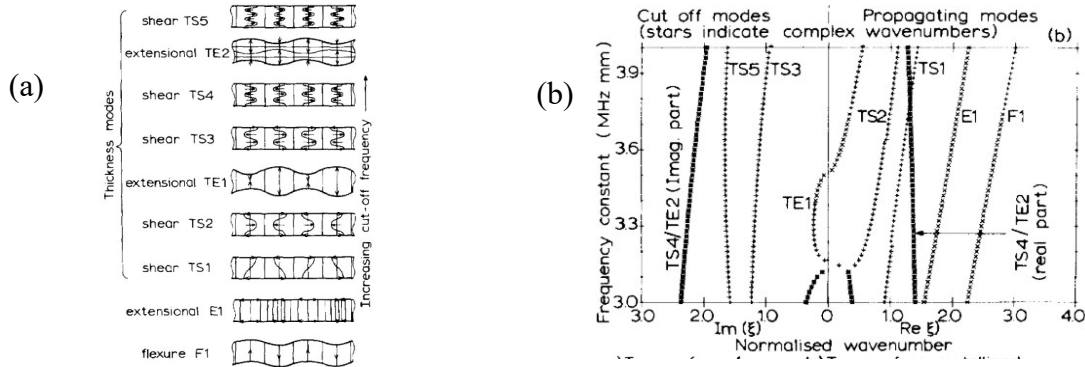 (a)
Thickness modes
shear TS5
extensional TE2
shear TS4
shear TS3
extensional TE1
shear TS2
shear TS1
extensional E1
flexure F1
Increasing cut-off frequency
(b)
Cut off modes Propagating modes
(stars indicate complex wavenumbers) (b)
Frequency constant (MHz mm)
3.9
3.6
3.3
3.0
TS4/TE2 (Imag. part)
TS5
TS3
TE1
TS2
TS1
E1
F1
TS4/TE2
(real part)
3.0 2.0 1.0 0 1.0 2.0 3.0 4.0
Im(ξ) Re ξ
Normalised wavenumber